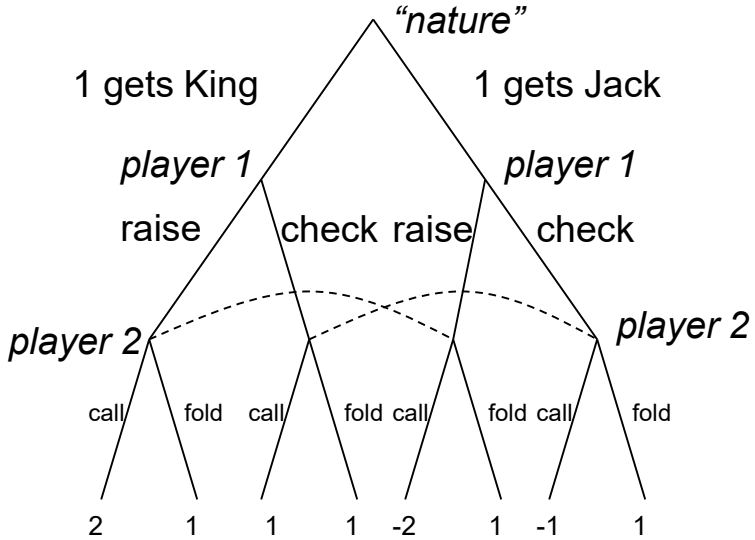 “nature”
1 gets King 1 gets Jack
player 1 player 1
raise check raise check
player 2 player 2
call fold call fold call fold call fold
2 1 1 1 -2 1 -1 1